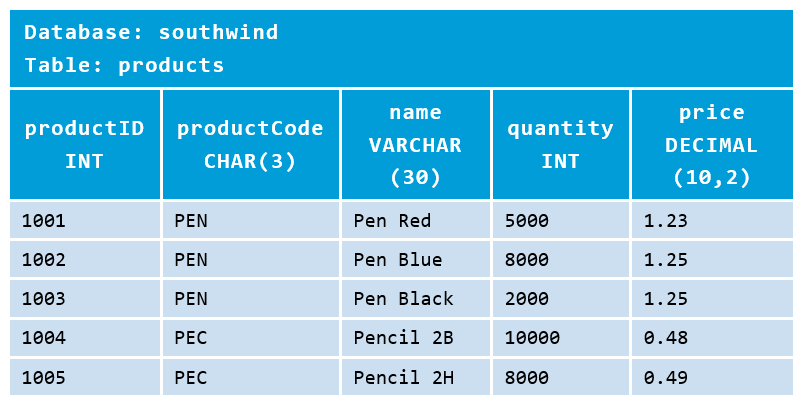 Database: southwind
Table: products
productID INT productCode CHAR(3) name VARCHAR (30) quantity INT price DECIMAL (10,2)
1001 PEN Pen Red 5000 1.23
1002 PEN Pen Blue 8000 1.25
1003 PEN Pen Black 2000 1.25
1004 PEC Pencil 2B 10000 0.48
1005 PEC Pencil 2H 8000 0.49